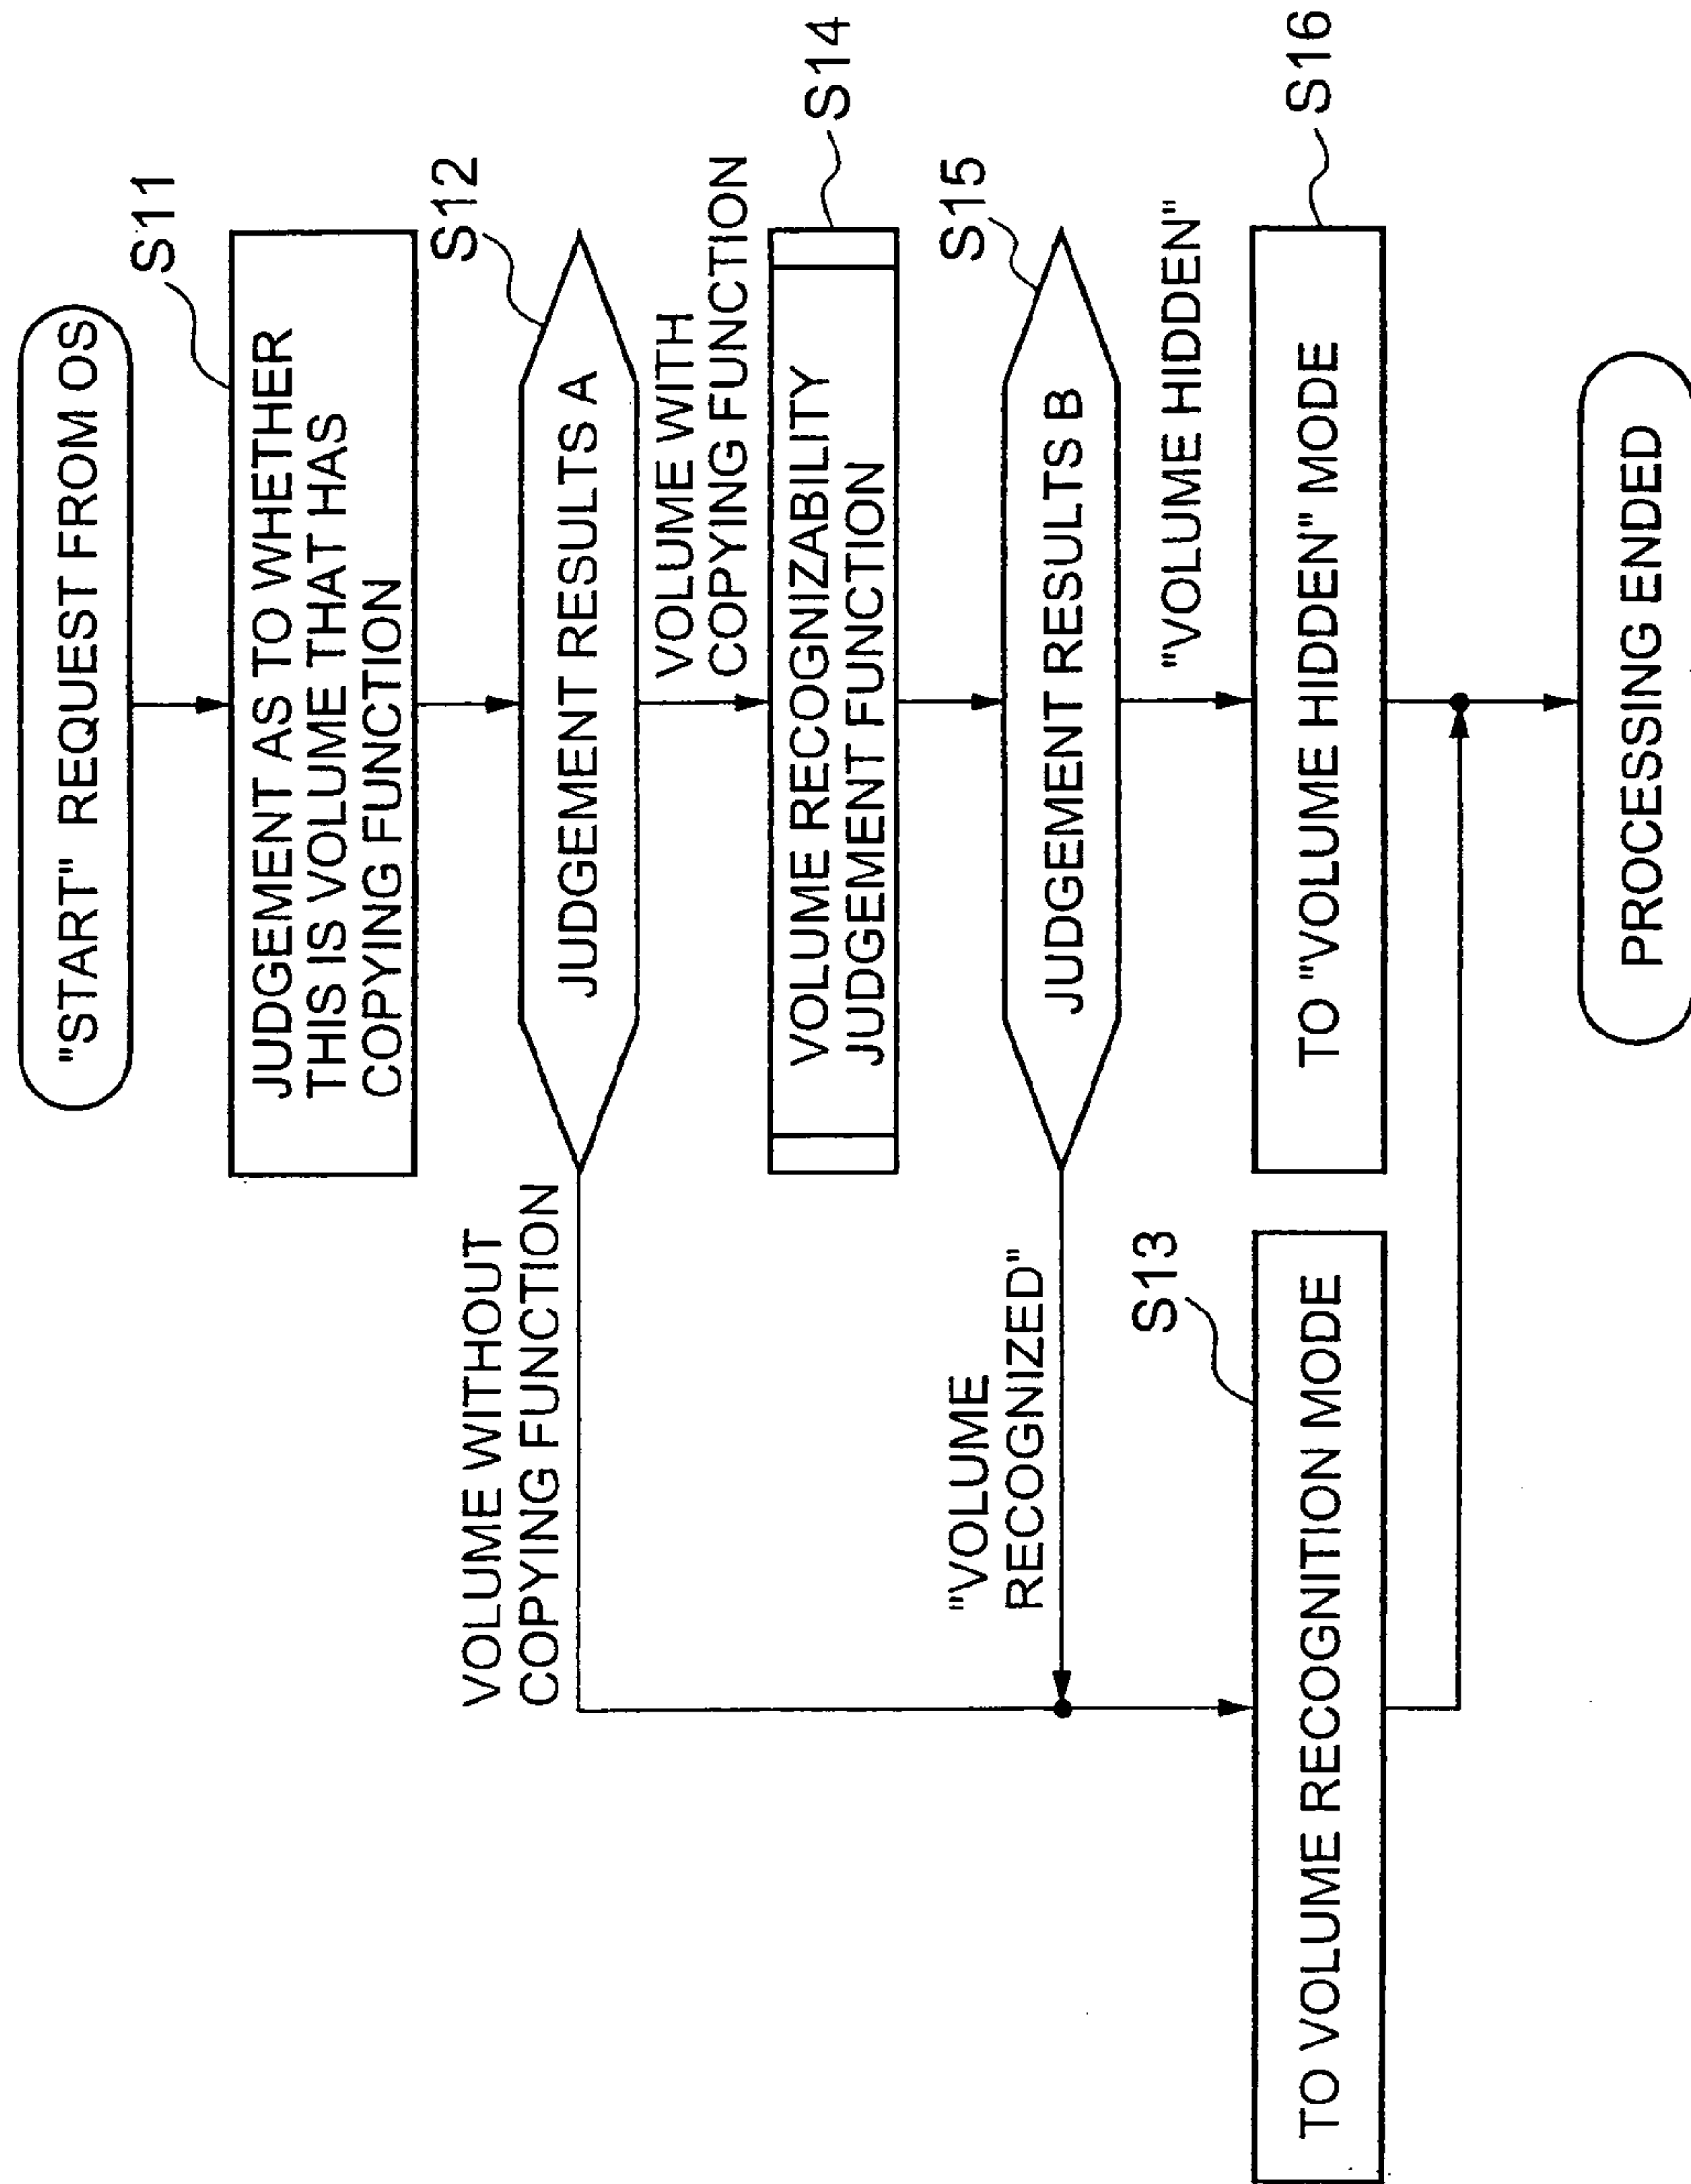 "START" REQUEST FROM OS
S11
JUDGEMENT AS TO WHETHER
THIS IS VOLUME THAT HAS
COPYING FUNCTION
S12
JUDGEMENT RESULTS A
VOLUME WITHOUT
COPYING FUNCTION
VOLUME WITH
COPYING FUNCTION
S14
VOLUME RECOGNIZABILITY
JUDGEMENT FUNCTION
S15
JUDGEMENT RESULTS B
"VOLUME
RECOGNIZED"
"VOLUME HIDDEN"
S13
TO VOLUME RECOGNITION MODE
S16
TO "VOLUME HIDDEN" MODE
PROCESSING ENDED